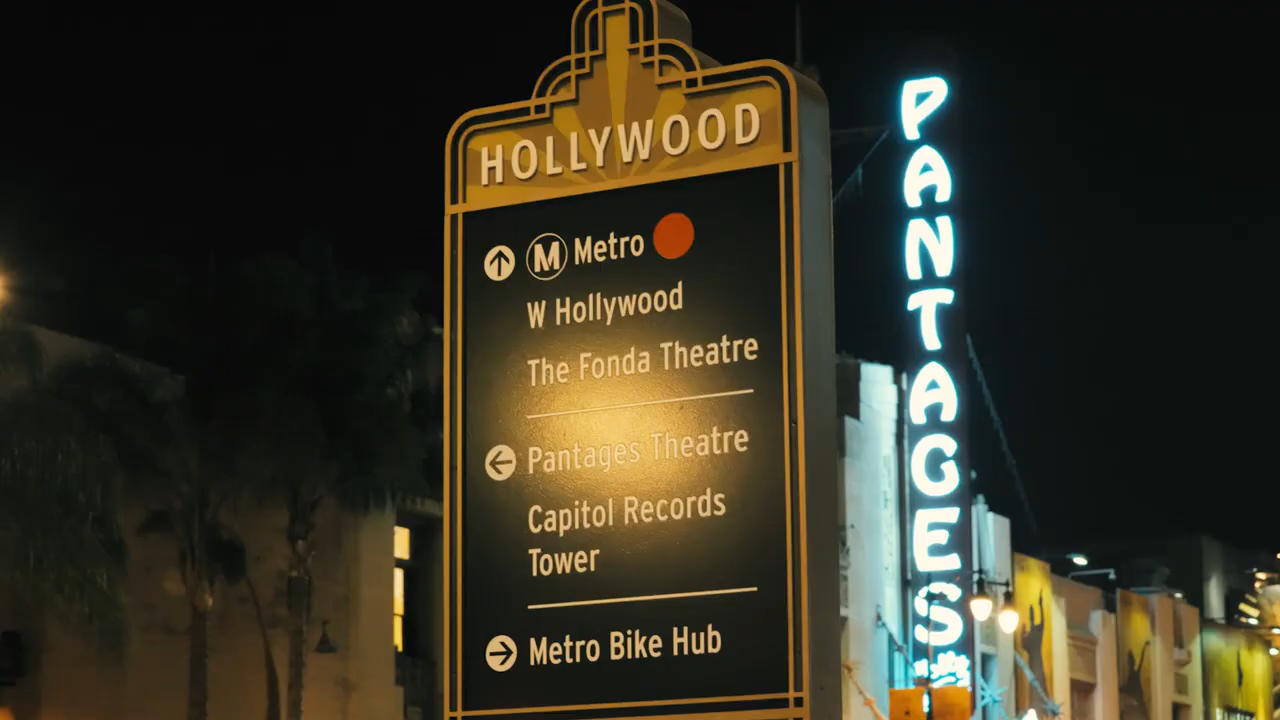 HOLLYWOOD
M Metro
W Hollywood
The Fonda Theatre
Pantages Theatre
Capitol Records
Tower
Metro Bike Hub
PANTAGES